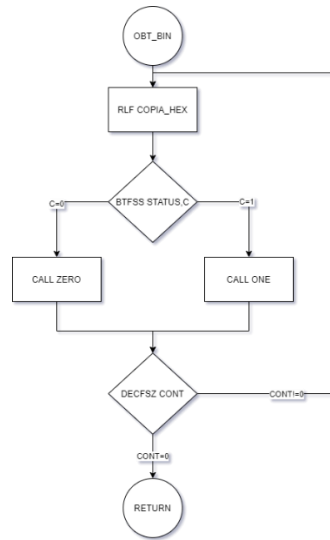 OBT_BIN
RLF COPIA_HEX
BTFSS STATUS,C
C=0
C=1
CALL ZERO
CALL ONE
DECFSZ CONT
CONT!=0
CONT=0
RETURN